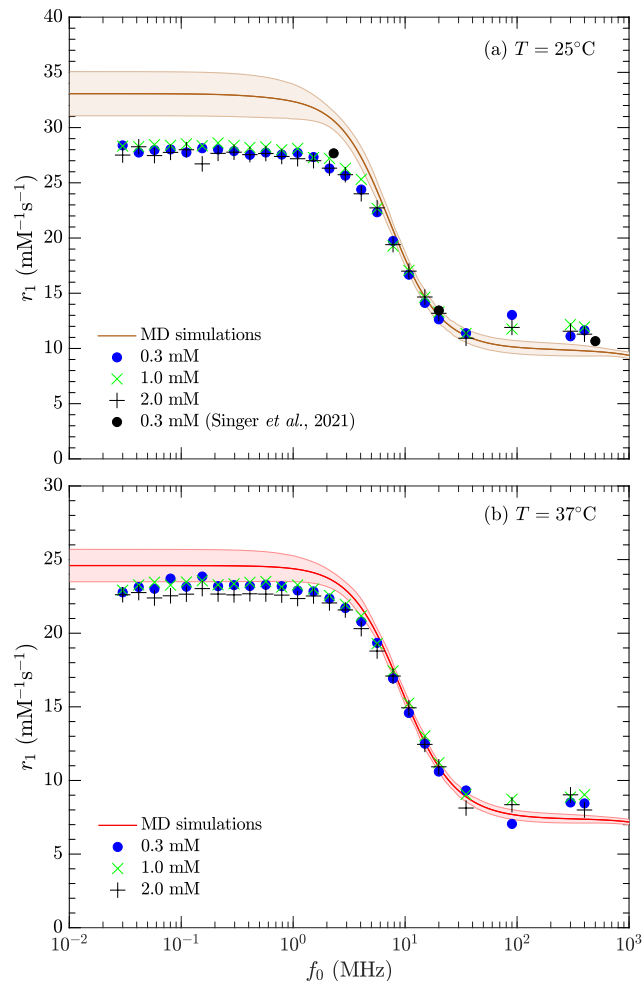 (a) T = 25°C
40
35
30
25
20
15
10
5
0
r₁ (mM⁻¹s⁻¹)
MD simulations
0.3 mM
1.0 mM
2.0 mM
0.3 mM (Singer et al., 2021)
(b) T = 37°C
30
25
20
15
10
5
0
r₁ (mM⁻¹s⁻¹)
MD simulations
0.3 mM
1.0 mM
2.0 mM
10⁻² 10⁻¹ 10⁰ 10¹ 10² 10³
f₀ (MHz)